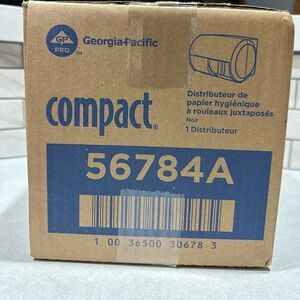 GP
PRO
™
Georgia-Pacific
Distributeur de
papier hygiénique
à rouleaux juxtaposés
Noir
1 Distributeur
compact®
56784A
1 00 36500 30678 3